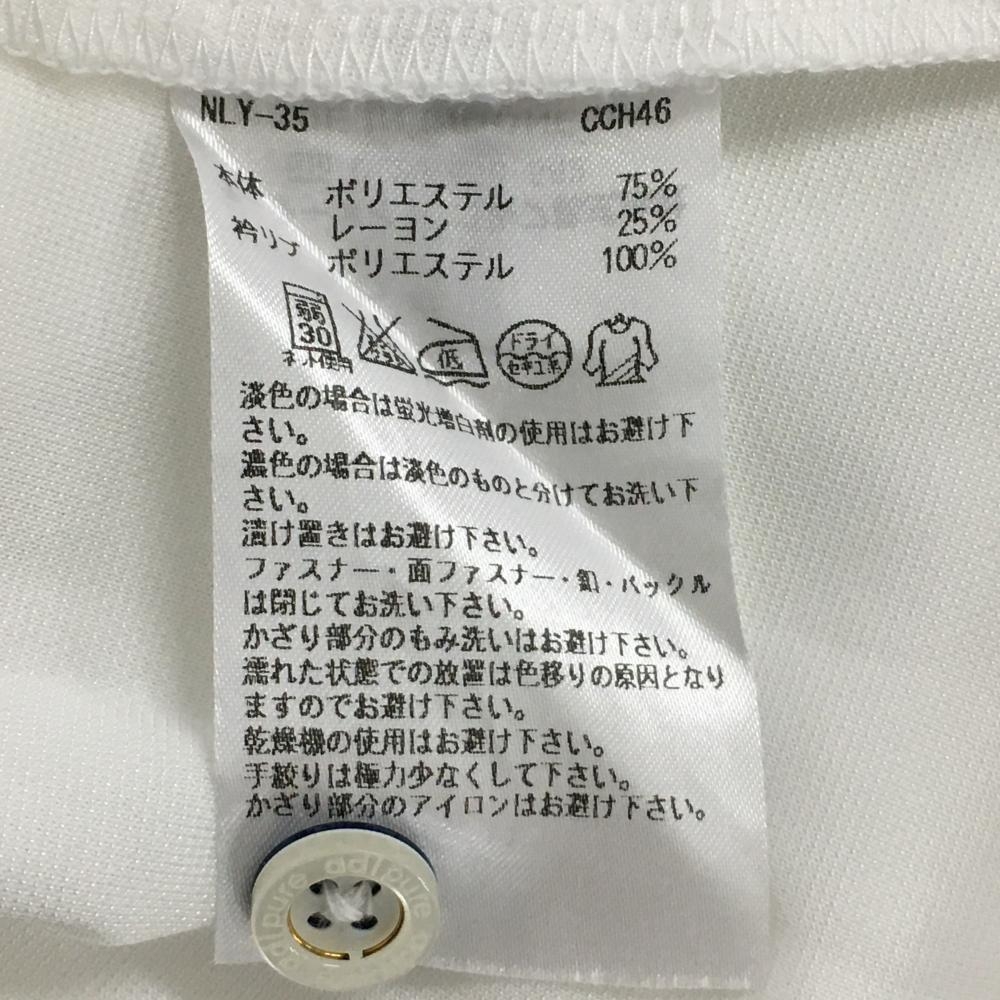 NLY-35 CCH46
本体 ポリエステル 75%
レーヨン 25%
衿リブ ポリエステル 100%
弱 30 低 ドライ セキユ系
ネット使用
淡色の場合は蛍光増白剤の使用はお避け下
さい。
濃色の場合は淡色のものと分けてお洗い下
さい。
漬け置きはお避け下さい。
ファスナー・面ファスナー・釦・バックル
は閉じてお洗い下さい。
かざり部分のもみ洗いはお避け下さい。
濡れた状態での放置は色移りの原因となり
ますのでお避け下さい。
乾燥機の使用はお避け下さい。
手絞りは極力少なくして下さい。
かざり部分のアイロンはお避け下さい。
adipure adipure